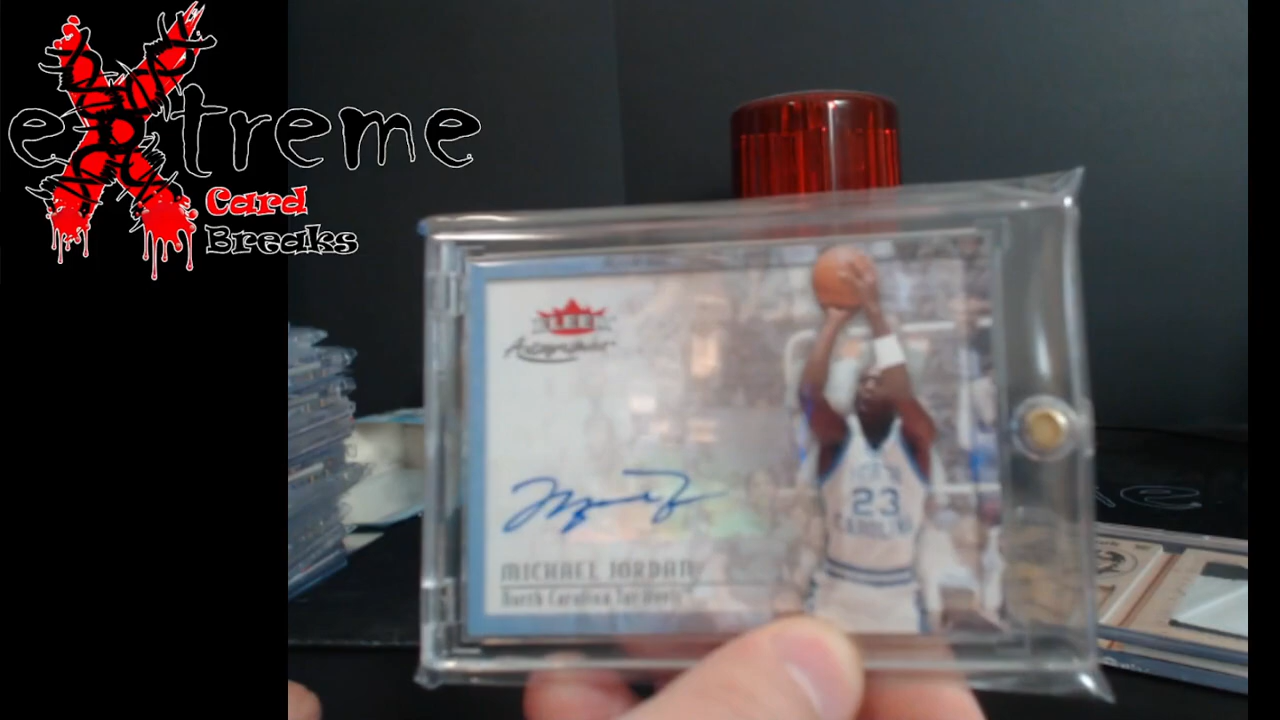 extreme
Card
Breaks
FLEER
Autographics
MICHAEL JORDAN
North Carolina Tar Heels
23
CAROLINA